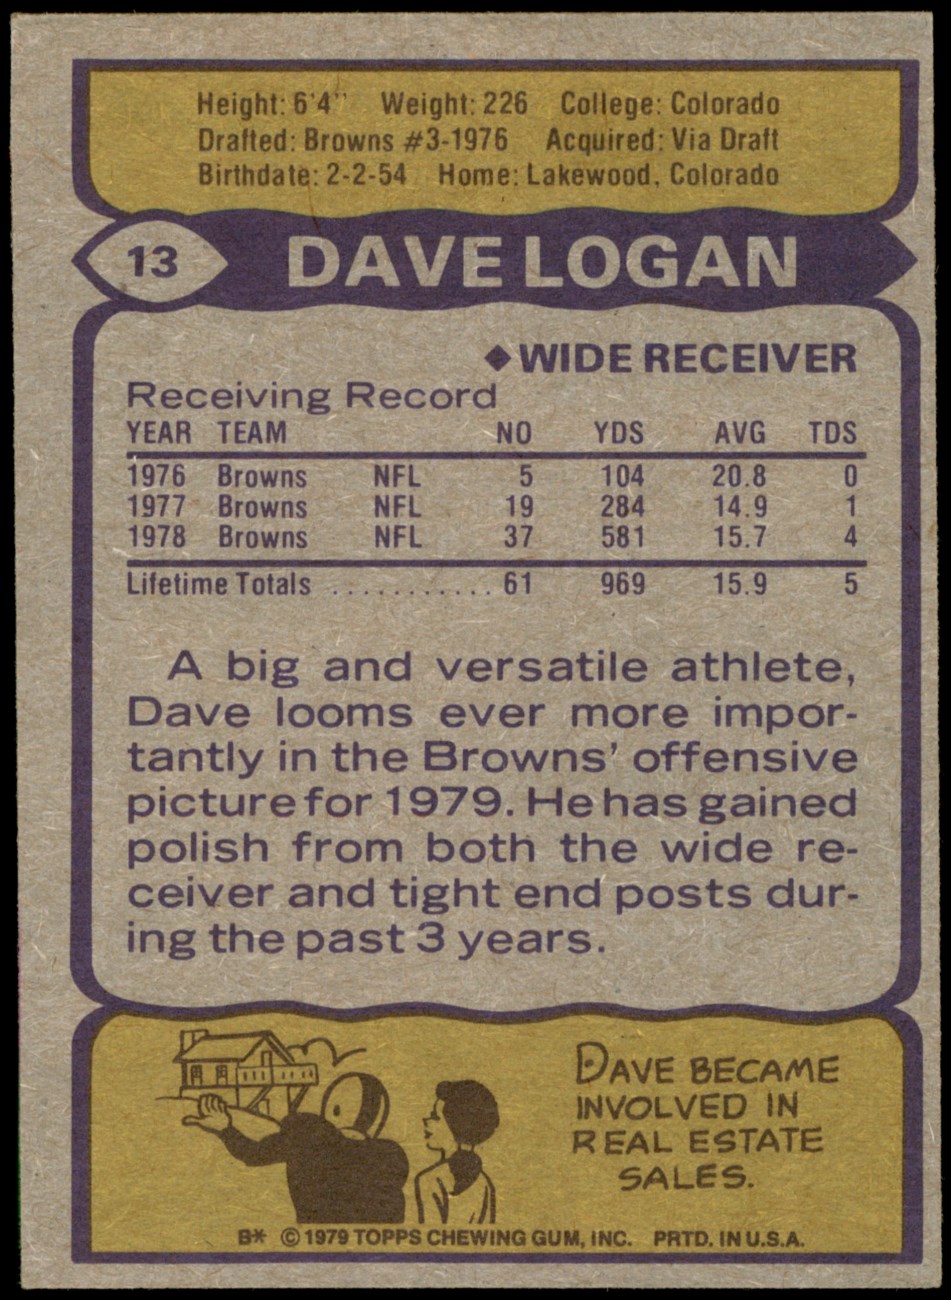 Height: 6'4" Weight: 226 College: Colorado
Drafted: Browns #3-1976 Acquired: Via Draft
Birthdate: 2-2-54 Home: Lakewood, Colorado
13 DAVE LOGAN
◆WIDE RECEIVER
Receiving Record
YEAR TEAM NO YDS AVG TDS
1976 Browns NFL 5 104 20.8 0
1977 Browns NFL 19 284 14.9 1
1978 Browns NFL 37 581 15.7 4
Lifetime Totals ........... 61 969 15.9 5
A big and versatile athlete,
Dave looms ever more impor-
tantly in the Browns' offensive
picture for 1979. He has gained
polish from both the wide re-
ceiver and tight end posts dur-
ing the past 3 years.
DAVE BECAME
INVOLVED IN
REAL ESTATE
SALES.
B* © 1979 TOPPS CHEWING GUM, INC. PRTD. IN U.S.A.